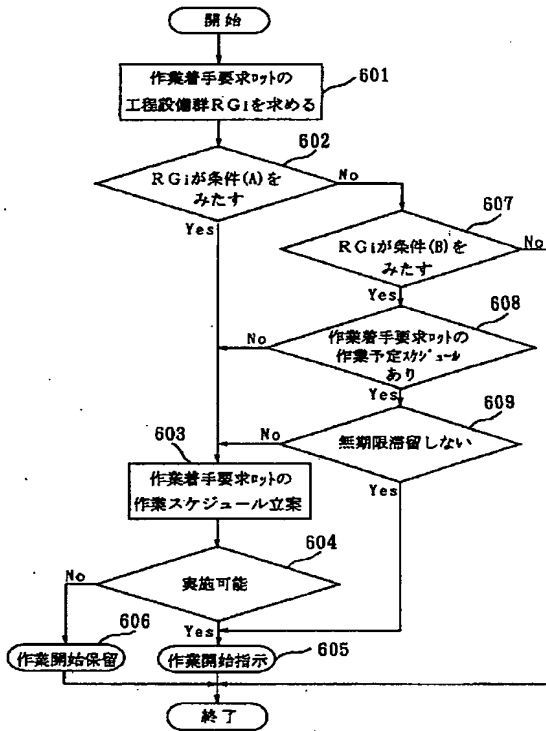 開始
作業着手要求ロットの
工程設備群RGiを求める
601
602
RGiが条件(A)を
みたす
No
Yes
607
RGiが条件(B)を
みたす
No
Yes
608
作業着手要求ロットの
作業予定スケジュール
あり
No
Yes
609
無期限滞留しない
No
Yes
603
作業着手要求ロットの
作業スケジュール立案
604
実施可能
No
Yes
606
作業開始保留
作業開始指示
605
終了